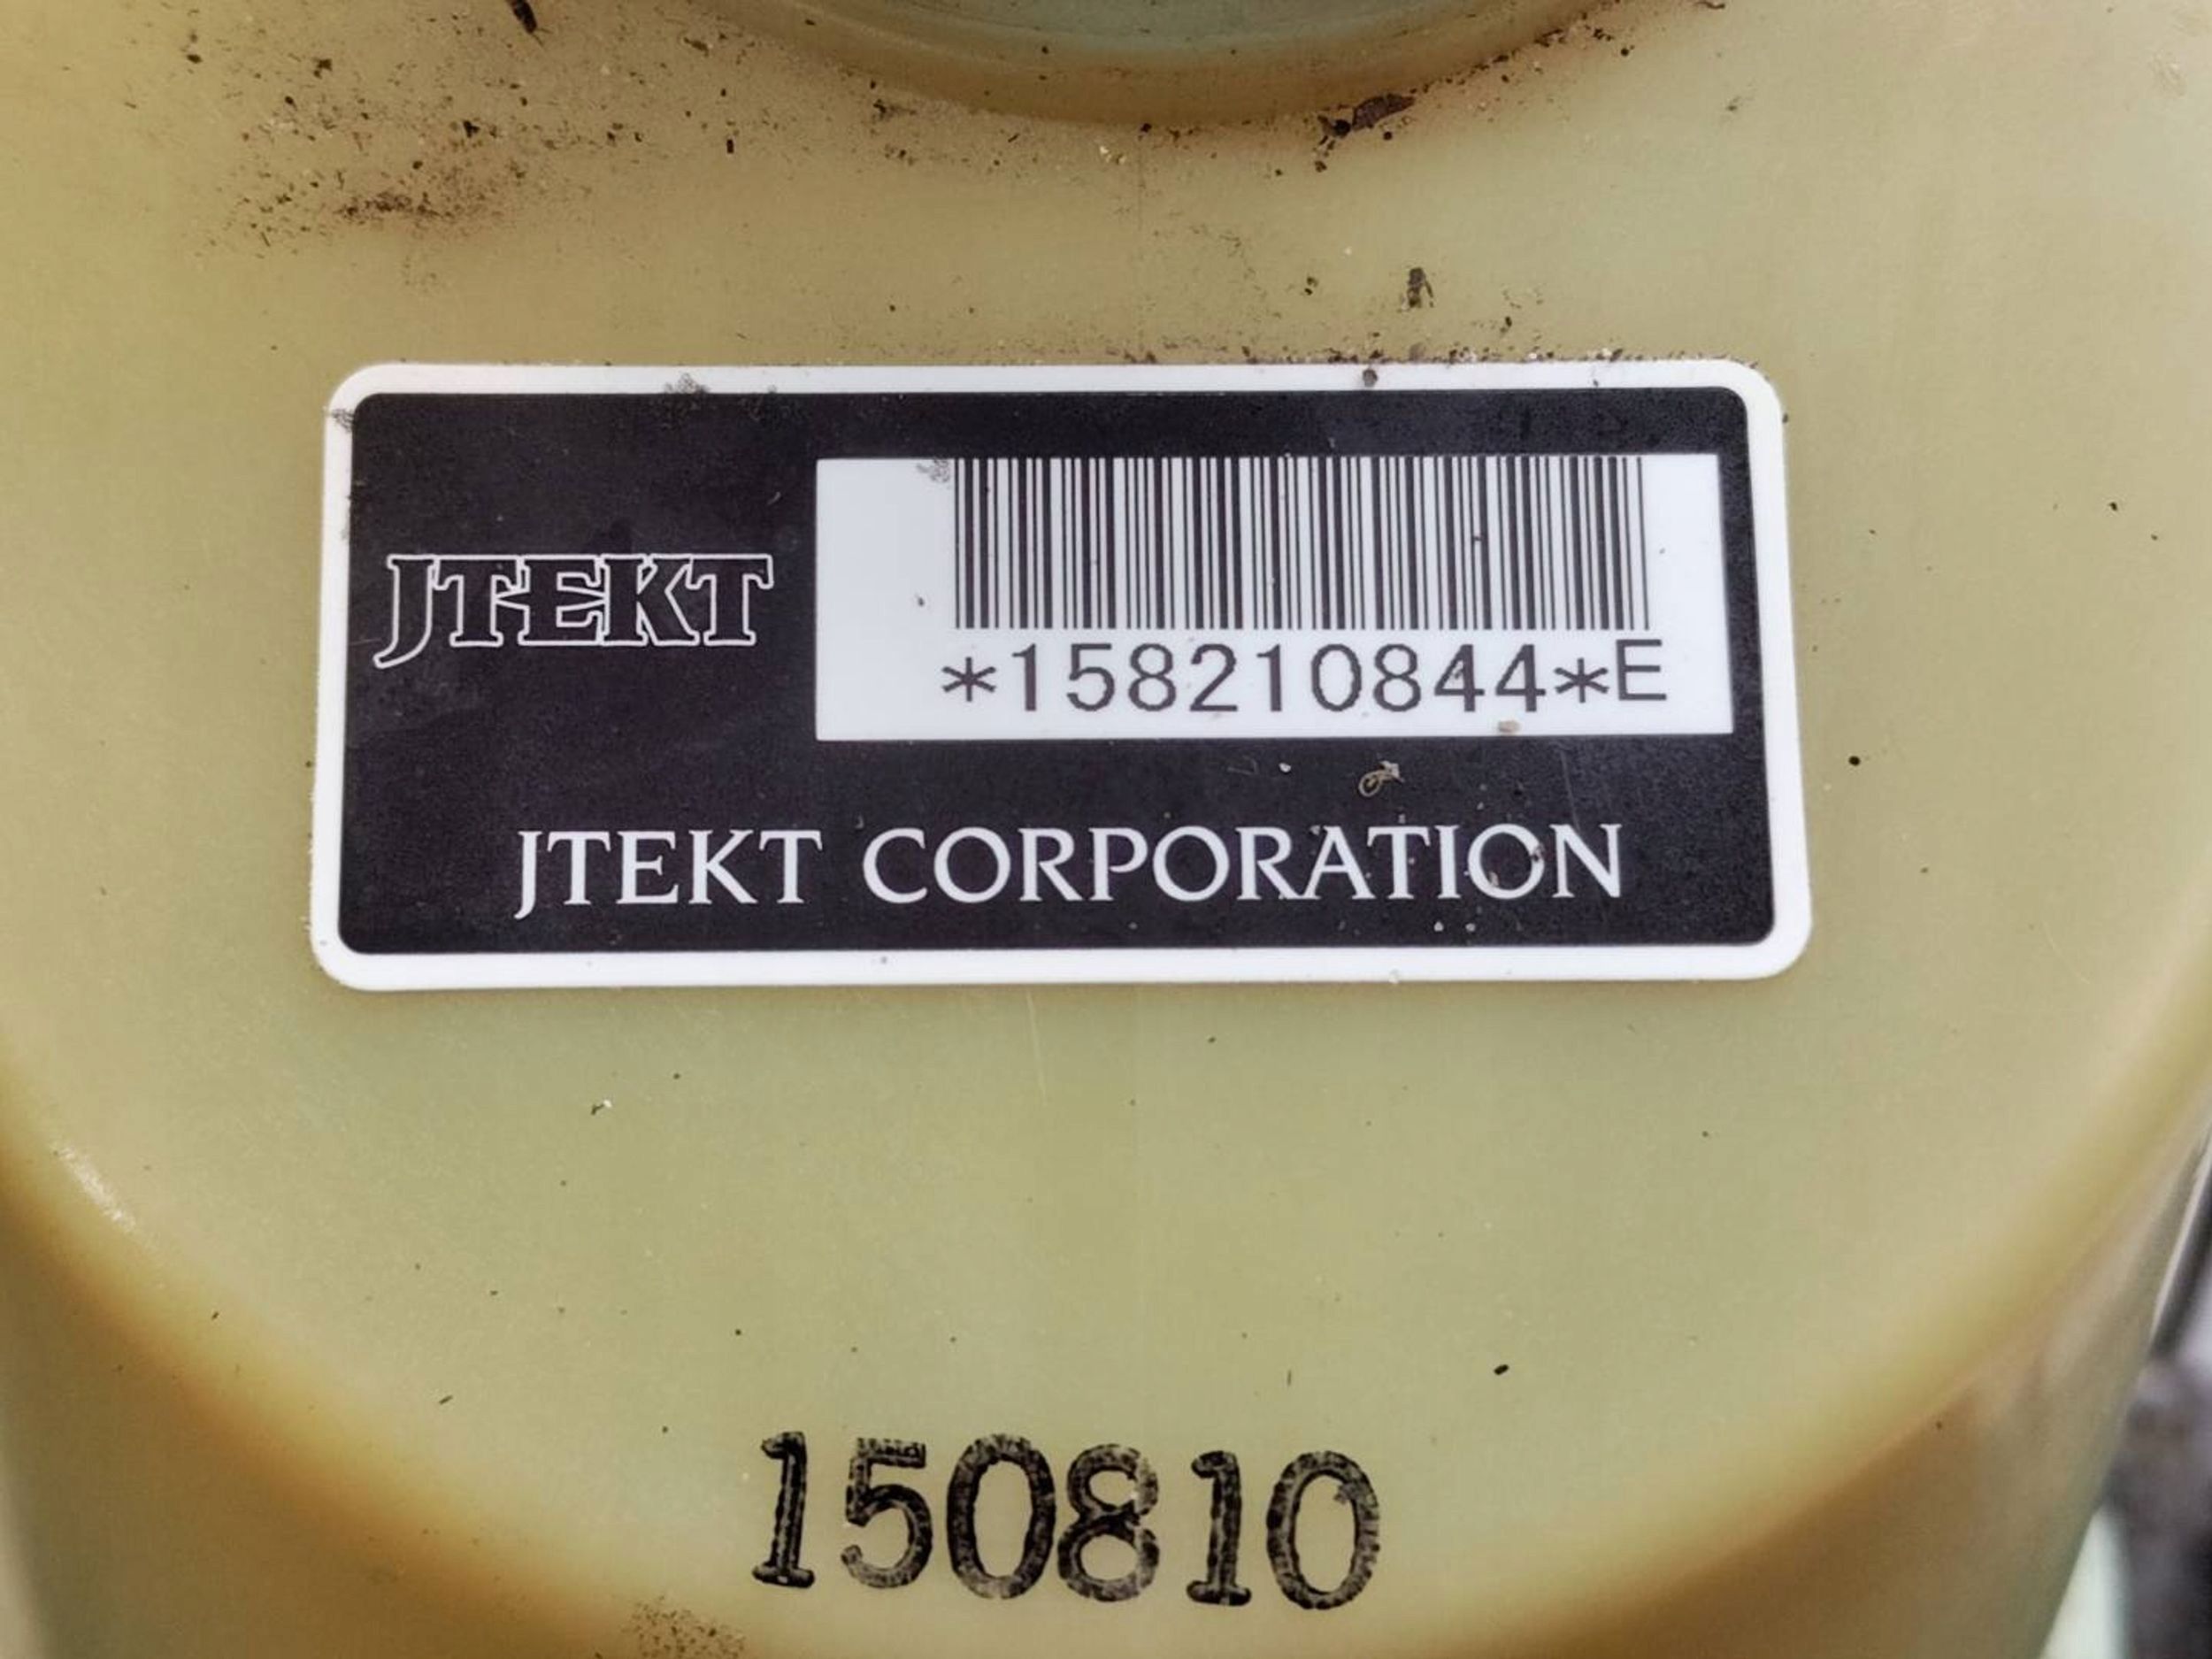 JTEKT
*158210844*E
JTEKT CORPORATION
150810